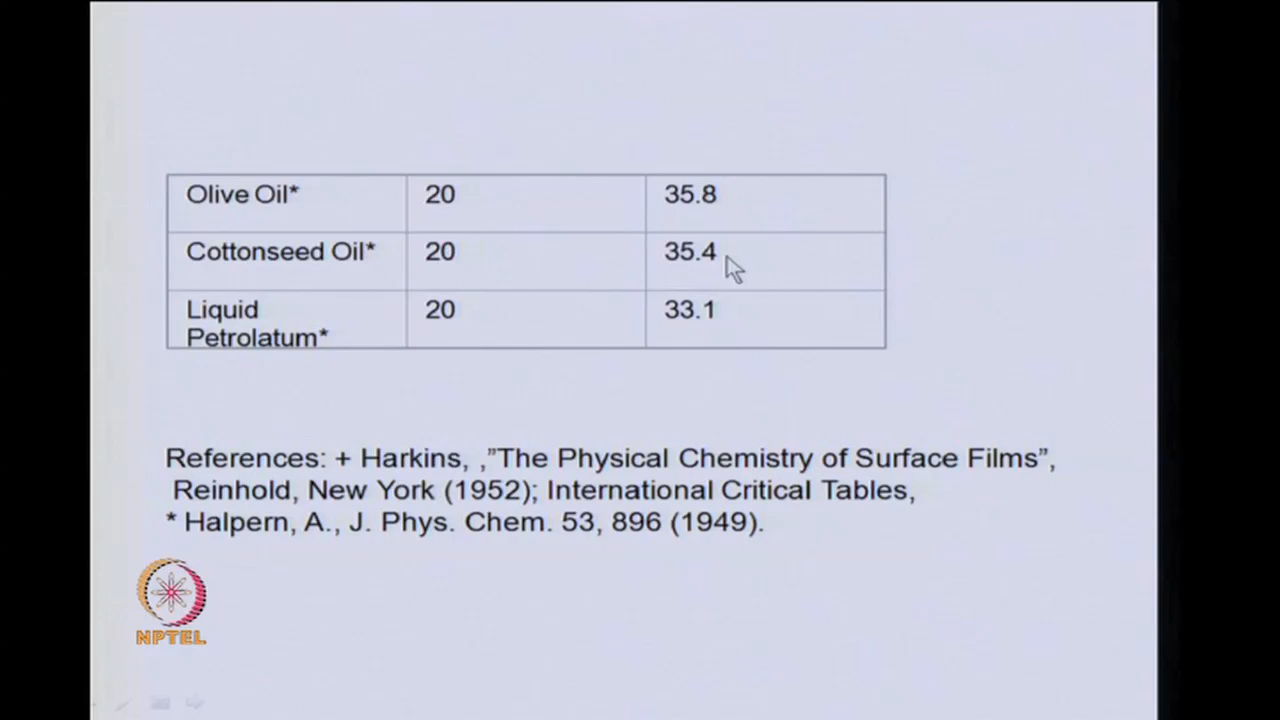 Olive Oil* 20 35.8
Cottonseed Oil* 20 35.4
Liquid
Petrolatum* 20 33.1
References: + Harkins, ,”The Physical Chemistry of Surface Films”,
Reinhold, New York (1952); International Critical Tables,
* Halpern, A., J. Phys. Chem. 53, 896 (1949).
NPTEL